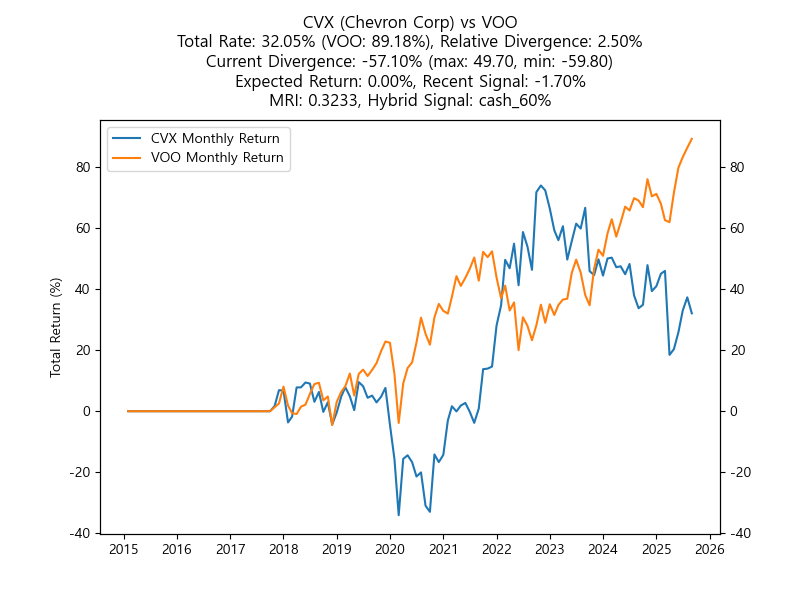 CVX (Chevron Corp) vs VOO
Total Rate: 32.05% (VOO: 89.18%), Relative Divergence: 2.50%
Current Divergence: -57.10% (max: 49.70, min: -59.80)
Expected Return: 0.00%, Recent Signal: -1.70%
MRI: 0.3233, Hybrid Signal: cash_60%
CVX Monthly Return
VOO Monthly Return
Total Return (%)
80
60
40
20
0
-20
-40
80
60
40
20
0
-20
-40
2015 2016 2017 2018 2019 2020 2021 2022 2023 2024 2025 2026